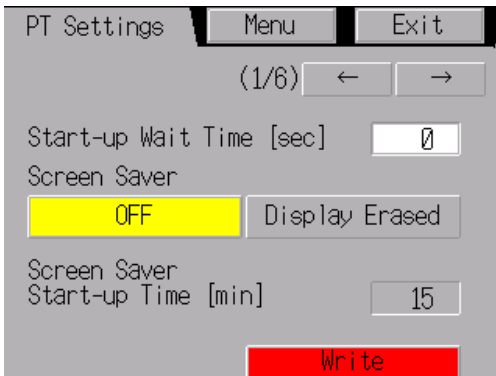 PT Settings Menu Exit
(1/6) ← →
Start-up Wait Time [sec] 0
Screen Saver
OFF Display Erased
Screen Saver
Start-up Time [min] 15
Write